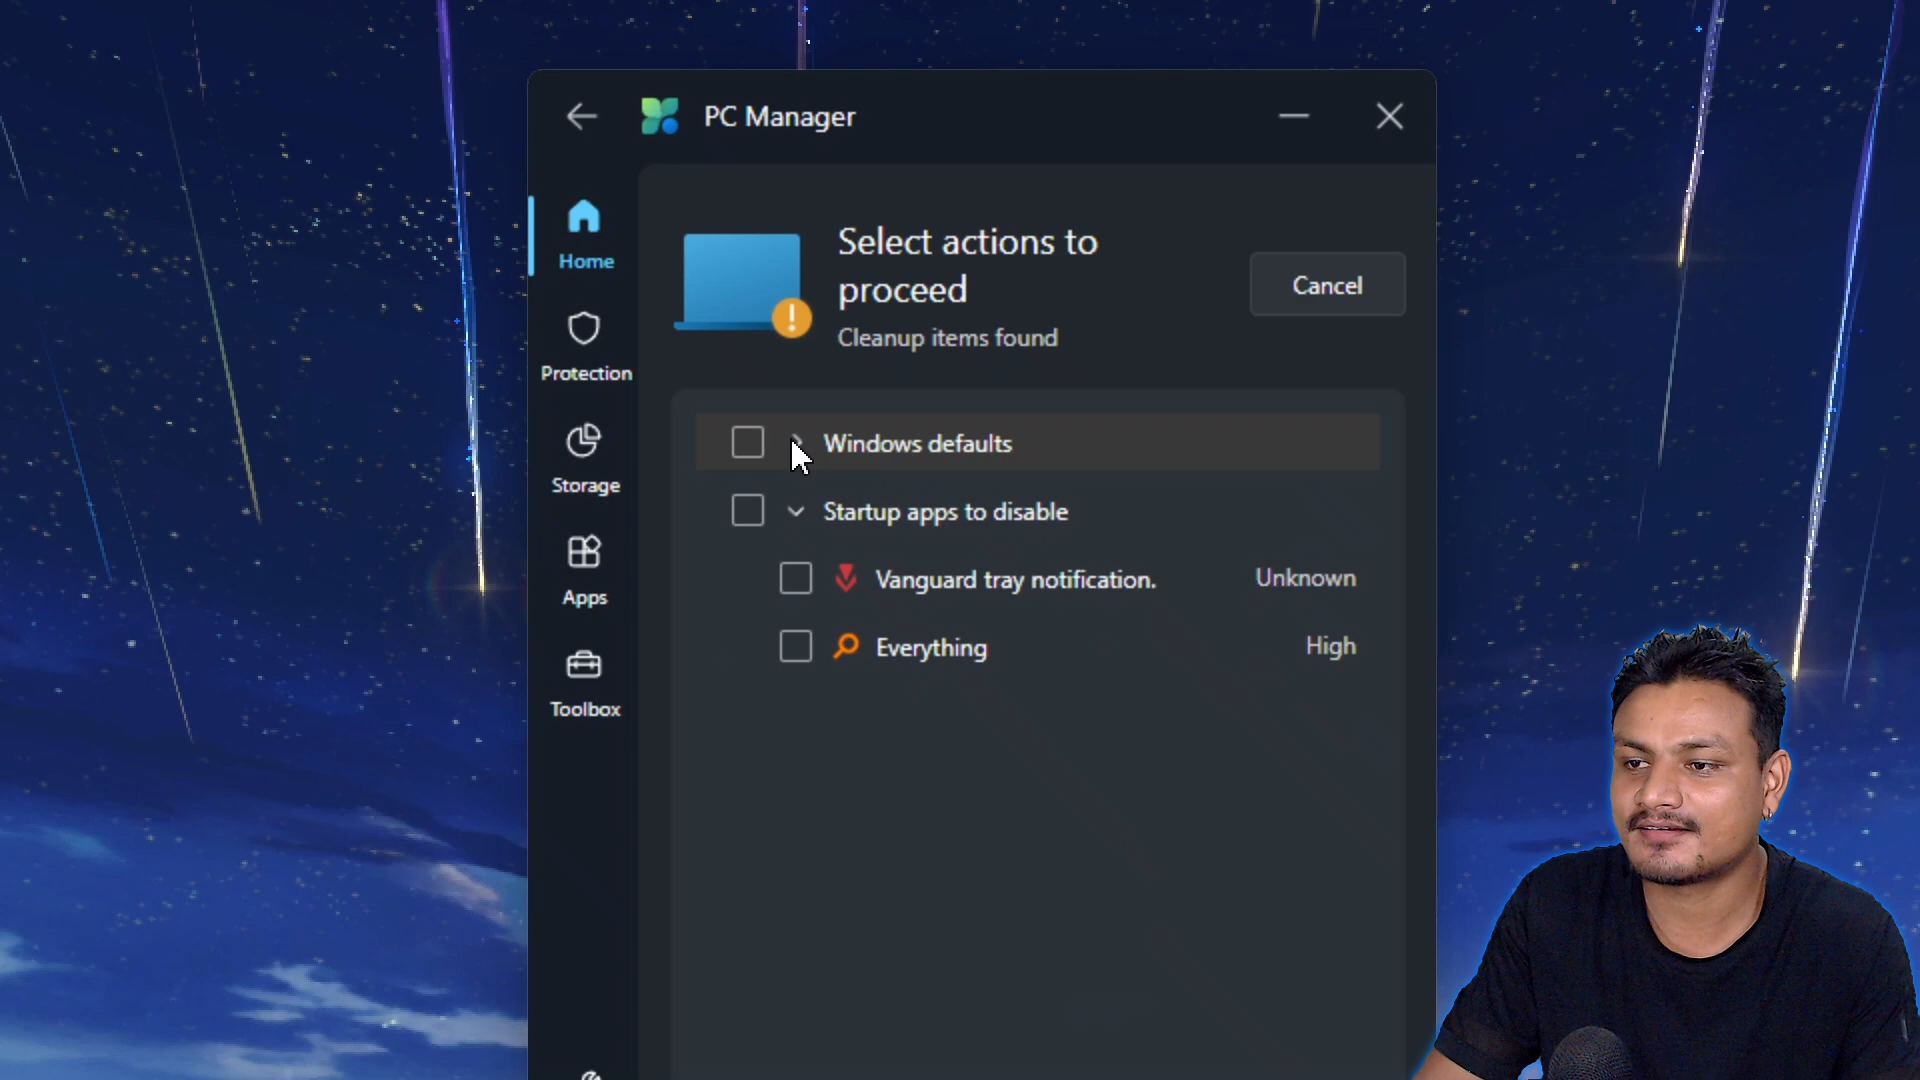 PC Manager
Home
Protection
Storage
Apps
Toolbox
Select actions to
proceed
Cleanup items found
Cancel
Windows defaults
Startup apps to disable
Vanguard tray notification. Unknown
Everything High